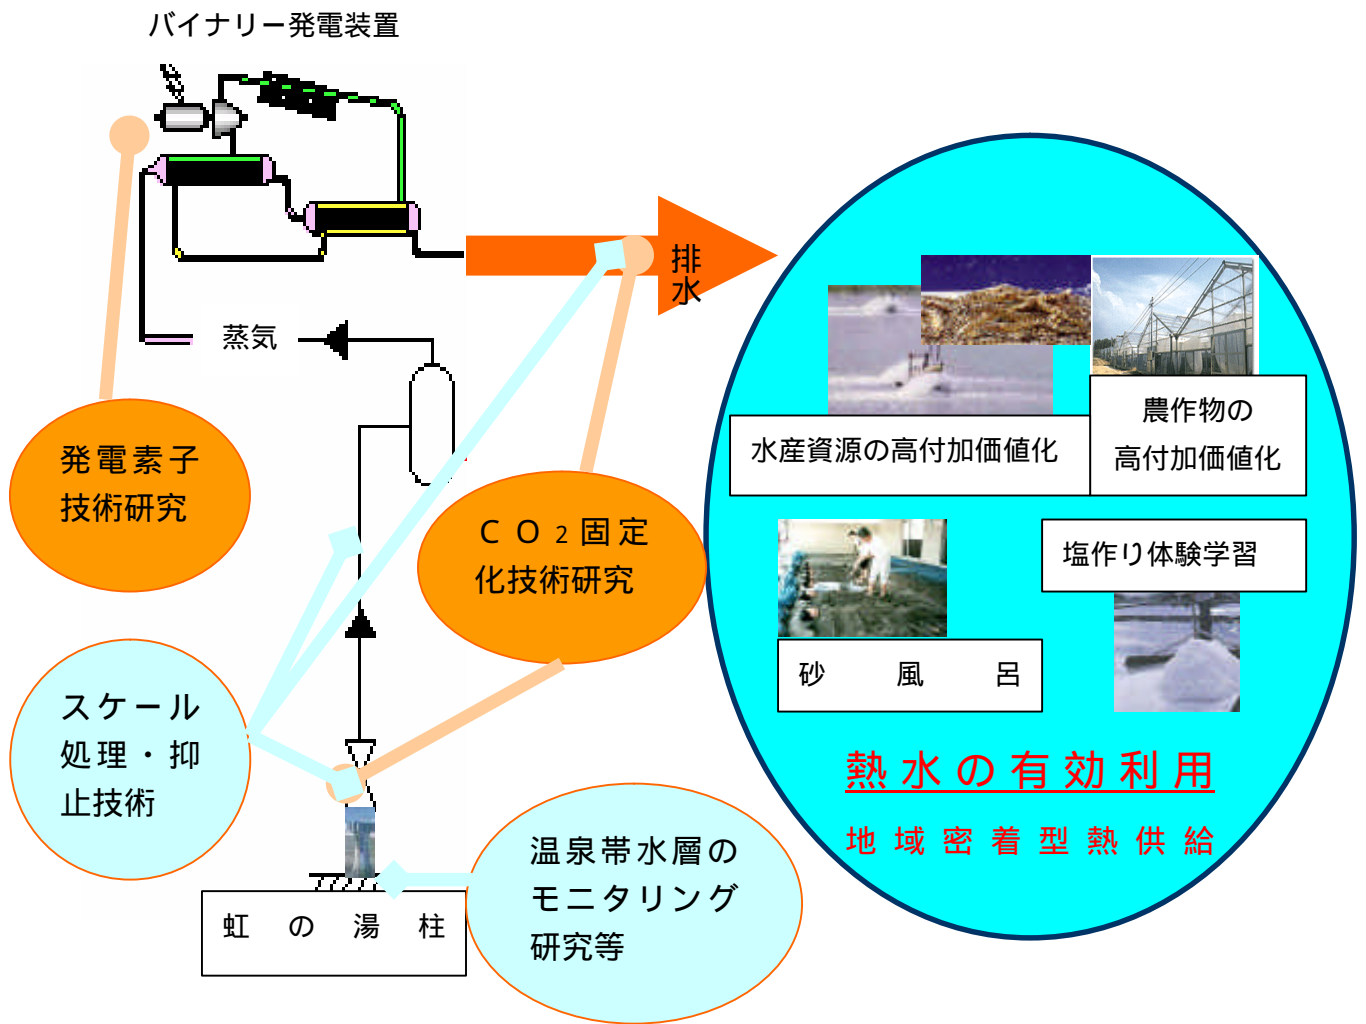 バイナリー発電装置
排
水
蒸気
発電素子
技術研究
ＣＯ２固定
化技術研究
水産資源の高付加価値化
農作物の
高付加価値化
塩作り体験学習
砂風呂
スケール
処理・抑
止技術
熱水の有効利用
地域密着型熱供給
温泉帯水層の
モニタリング
研究等
虹の湯柱